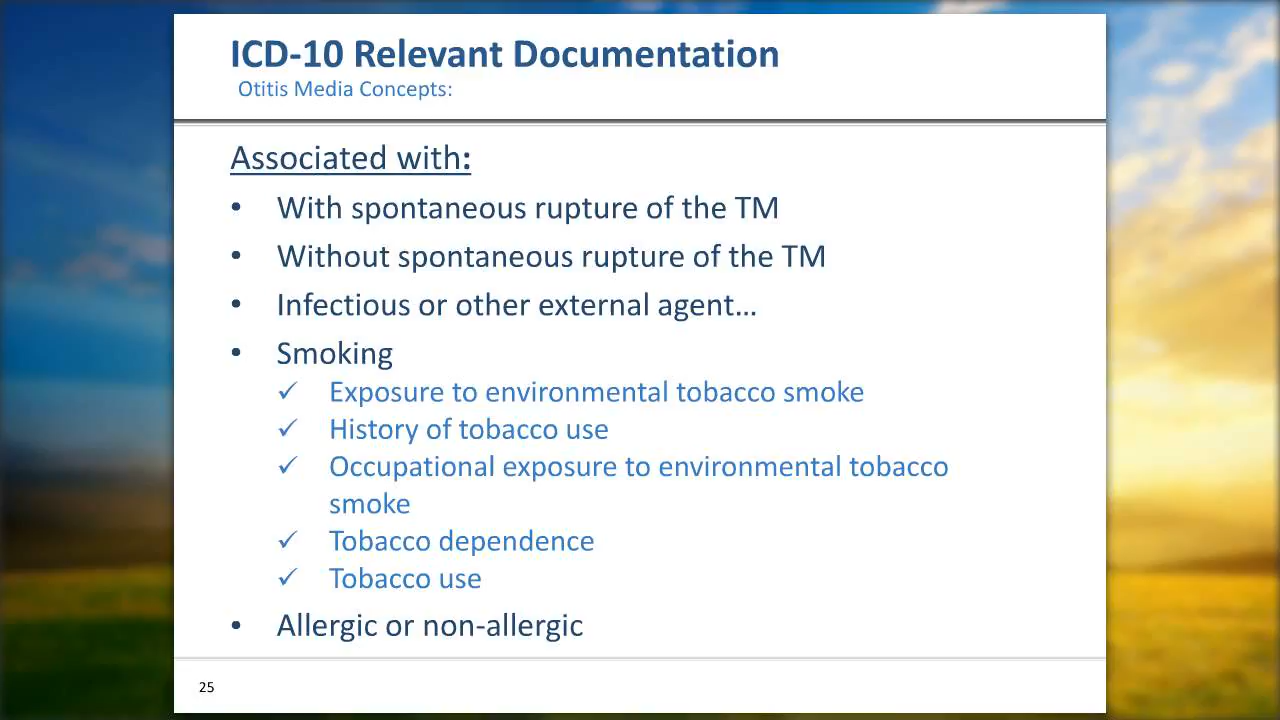 ICD-10 Relevant Documentation
Otitis Media Concepts:
Associated with:
• With spontaneous rupture of the TM
• Without spontaneous rupture of the TM
• Infectious or other external agent…
• Smoking
✓ Exposure to environmental tobacco smoke
✓ History of tobacco use
✓ Occupational exposure to environmental tobacco
smoke
✓ Tobacco dependence
✓ Tobacco use
• Allergic or non-allergic
25